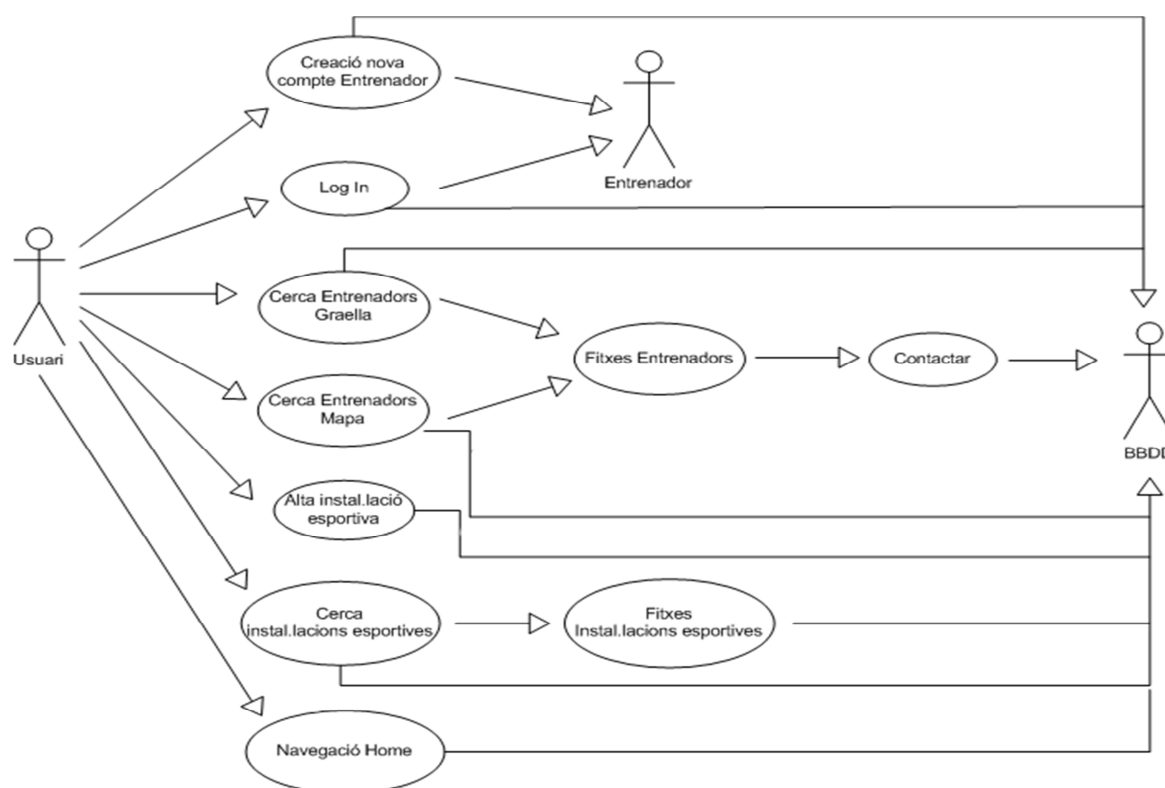 Creació nova
compte Entrenador
Entrenador
Log In
Usuari
Cerca Entrenadors
Graella
Fitxes Entrenadors
Contactar
BBDD
Cerca Entrenadors
Mapa
Alta instal.lació
esportiva
Cerca
instal.lacions esportives
Fitxes
Instal.lacions esportives
Navegació Home